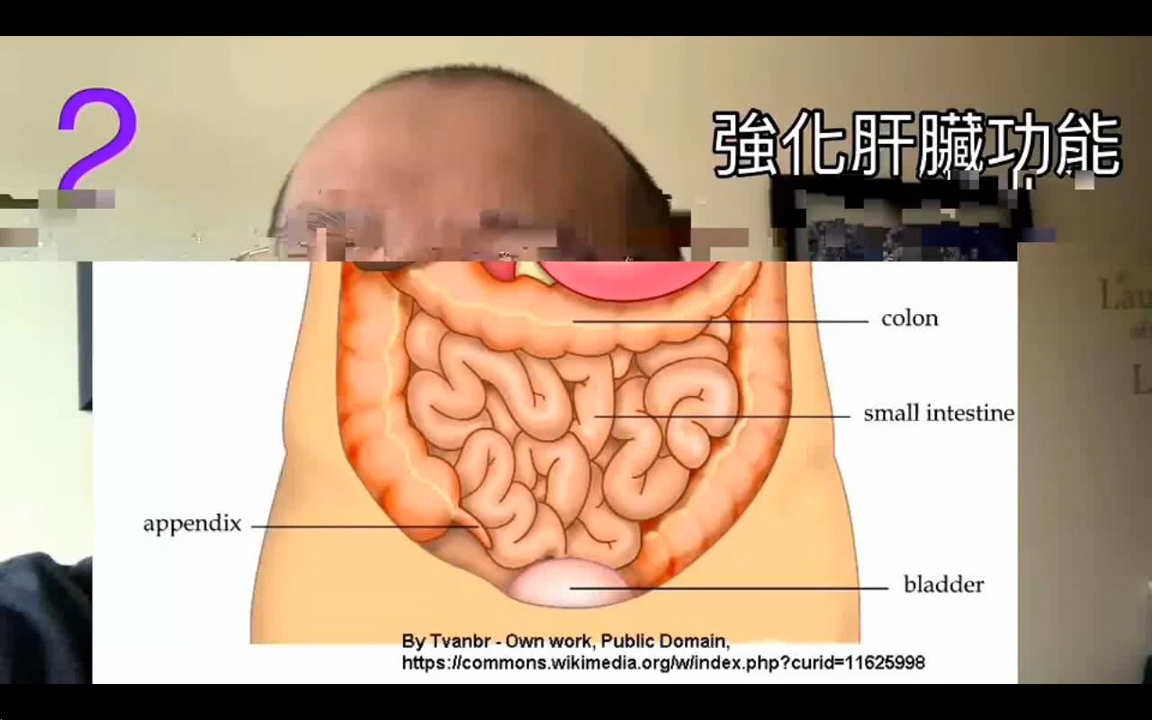 2
強化肝臟功能
colon
small intestine
appendix
bladder
By Tvanbr - Own work, Public Domain,
https://commons.wikimedia.org/w/index.php?curid=11625998